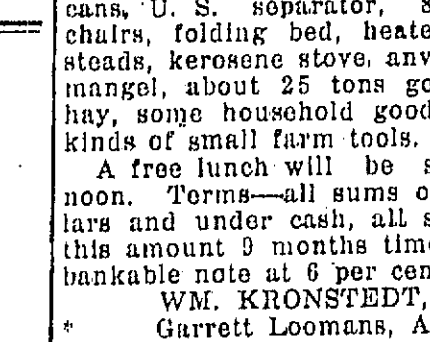 cans, U. S. separator, 8
chairs, folding bed, heate
steads, kerosene stove, anv
mangel, about 25 tons go
hay, some household good
kinds of small farm tools.
A free lunch will be s
noon. Terms—all sums o
lars and under cash, all s
this amount 9 months time
bankable note at 6 per cen
WM. KRONSTEDT,
* Garrett Loomans, A